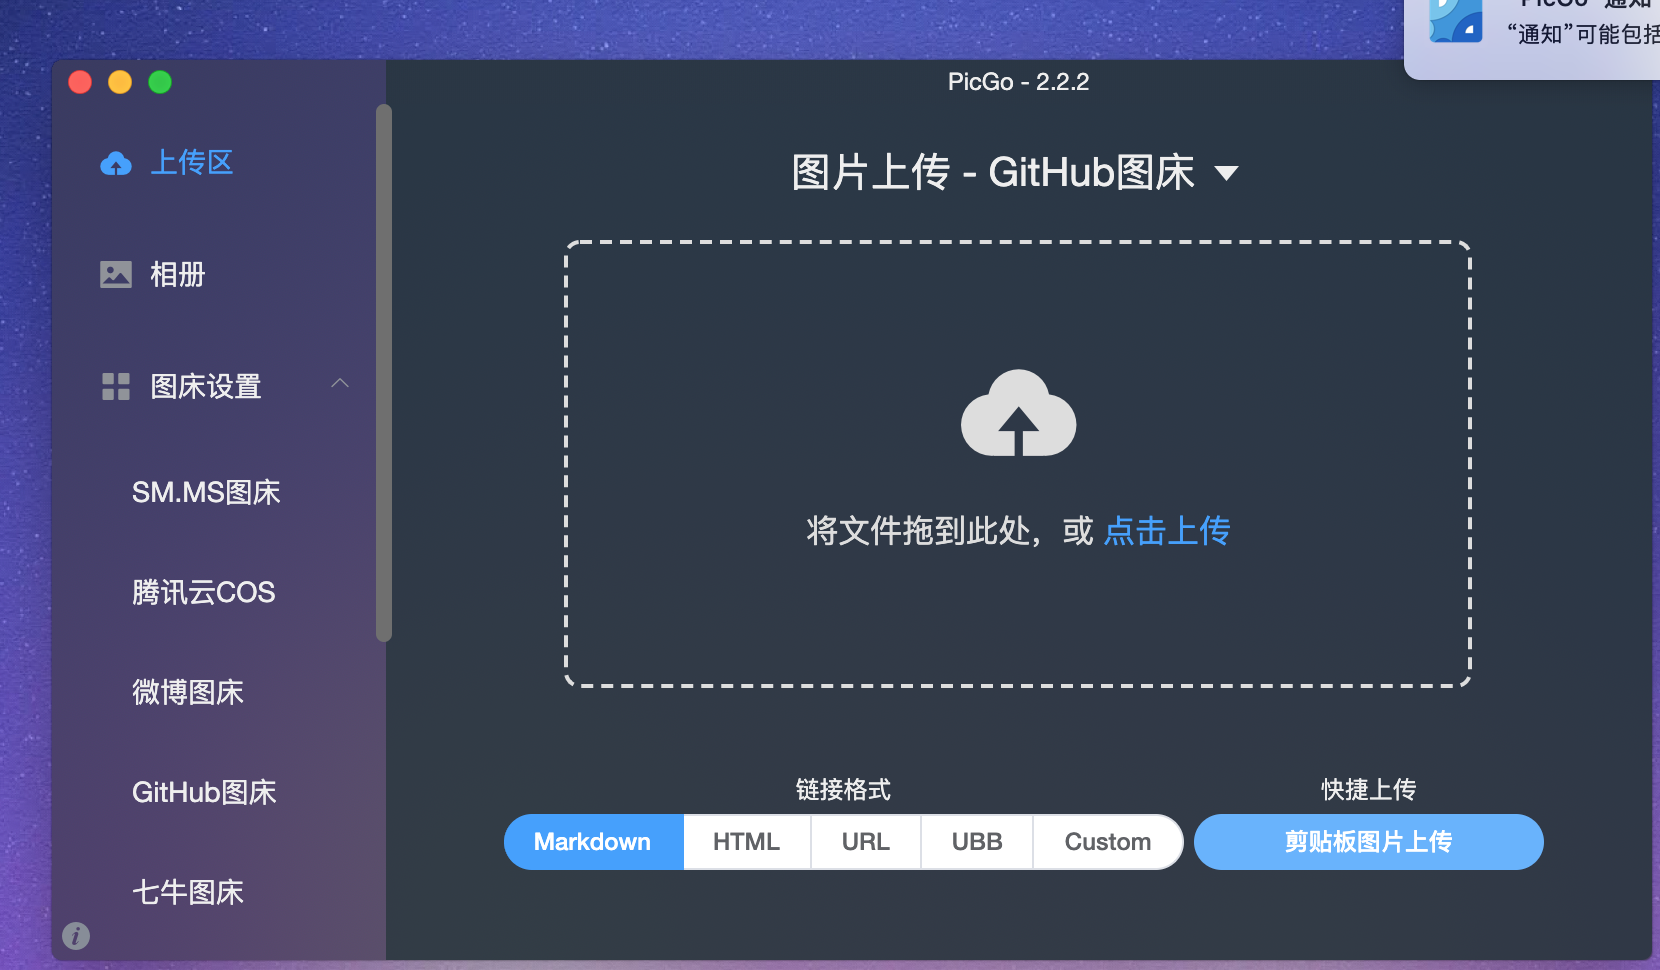 PicGo - 2.2.2
“PicGo”通知
“通知”可能包括
上传区
相册
图床设置
SM.MS图床
腾讯云COS
微博图床
GitHub图床
七牛图床
图片上传 - GitHub图床
将文件拖到此处，或 点击上传
链接格式
Markdown HTML URL UBB Custom
快捷上传
剪贴板图片上传